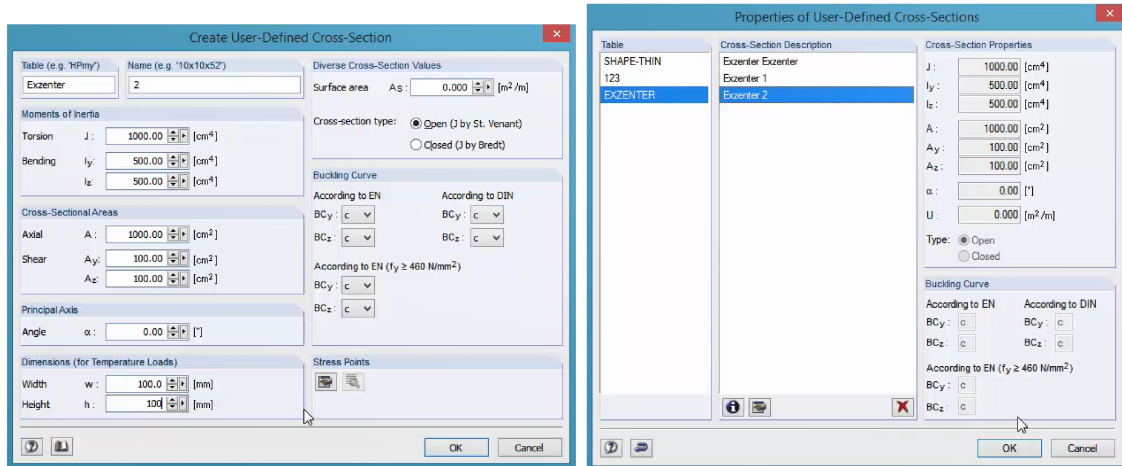 Create User-Defined Cross-Section
Table (e.g. 'HPmy')
Name (e.g. '10x10x52')
Exzenter
2
Moments of Inertia
Torsion J : 1000.00 [cm4]
Bending Iy: 500.00 [cm4]
Iz: 500.00 [cm4]
Cross-Sectional Areas
Axial A : 1000.00 [cm2]
Shear Ay: 100.00 [cm2]
Az: 100.00 [cm2]
Principal Axis
Angle α : 0.00 [°]
Dimensions (for Temperature Loads)
Width w : 100.0 [mm]
Height h : 100 [mm]
Diverse Cross-Section Values
Surface area As : 0.000 [m2/m]
Cross-section type: Open (J by St. Venant)
Closed (J by Bredt)
Buckling Curve
According to EN According to DIN
BCy : c BCy : c
BCz : c BCz : c
According to EN (fy ≥ 460 N/mm2)
BCy : c
BCz : c
Stress Points
OK Cancel
Properties of User-Defined Cross-Sections
Table
SHAPE-THIN
123
EXZENTER
Cross-Section Description
Exzenter Exzenter
Exzenter 1
Exzenter 2
Cross-Section Properties
J : 1000.00 [cm4]
Iy : 500.00 [cm4]
Iz : 500.00 [cm4]
A : 1000.00 [cm2]
Ay : 100.00 [cm2]
Az : 100.00 [cm2]
α : 0.00 [°]
U : 0.000 [m2/m]
Type: Open
Closed
Buckling Curve
According to EN According to DIN
BCy : c BCy : c
BCz : c BCz : c
According to EN (fy ≥ 460 N/mm2)
BCy : c
BCz : c
OK Cancel